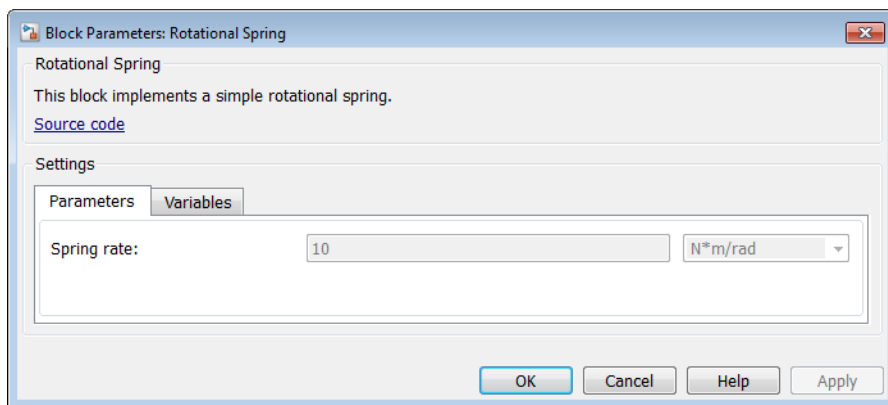 Block Parameters: Rotational Spring
Rotational Spring
This block implements a simple rotational spring.
Source code
Settings
Parameters Variables
Spring rate: 10 N*m/rad
OK Cancel Help Apply